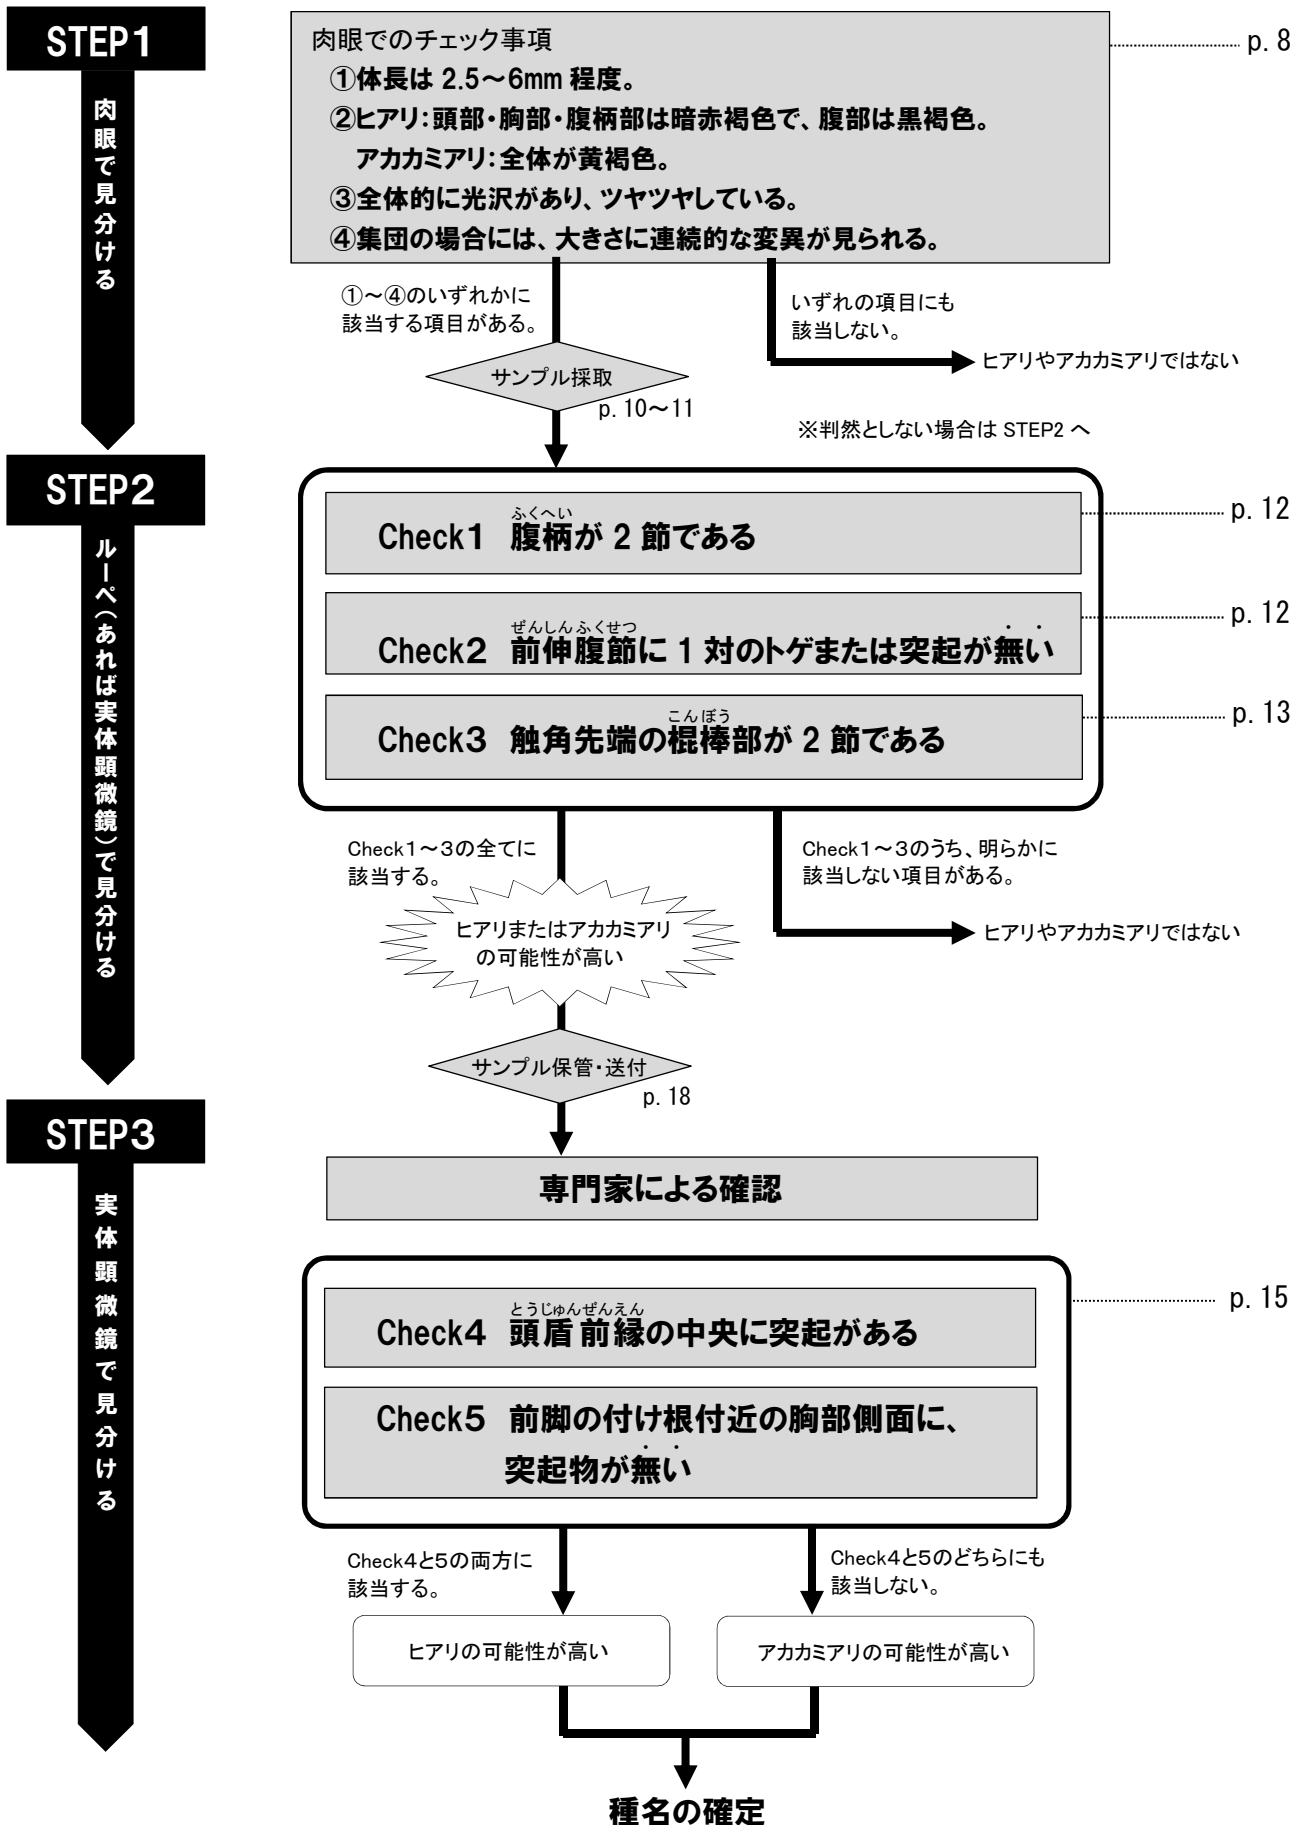 STEP1
肉眼で見分ける
肉眼でのチェック事項
①体長は 2.5～6mm 程度。
②ヒアリ：頭部・胸部・腹柄部は暗赤褐色で、腹部は黒褐色。
アカカミアリ：全体が黄褐色。
③全体的に光沢があり、ツヤツヤしている。
④集団の場合には、大きさに連続的な変異が見られる。
p. 8
①～④のいずれかに
該当する項目がある。
いずれの項目にも
該当しない。
ヒアリやアカカミアリではない
サンプル採取
p. 10～11
※判然としない場合は STEP2 へ
STEP2
ルーペ（あれば実体顕微鏡）で見分ける
ふくへい
Check1 腹柄が 2 節である
p. 12
ぜんしんふくせつ
Check2 前伸腹節に 1 対のトゲまたは突起が無い
p. 12
こんぼう
Check3 触角先端の棍棒部が 2 節である
p. 13
Check1～3の全てに
該当する。
Check1～3のうち、明らかに
該当しない項目がある。
ヒアリやアカカミアリではない
ヒアリまたはアカカミアリ
の可能性が高い
サンプル保管・送付
p. 18
STEP3
実体顕微鏡で見分ける
専門家による確認
とうじゅんぜんえん
Check4 頭盾前縁の中央に突起がある
p. 15
Check5 前脚の付け根付近の胸部側面に、
突起物が無い
Check4と5の両方に
該当する。
Check4と5のどちらにも
該当しない。
ヒアリの可能性が高い
アカカミアリの可能性が高い
種名の確定